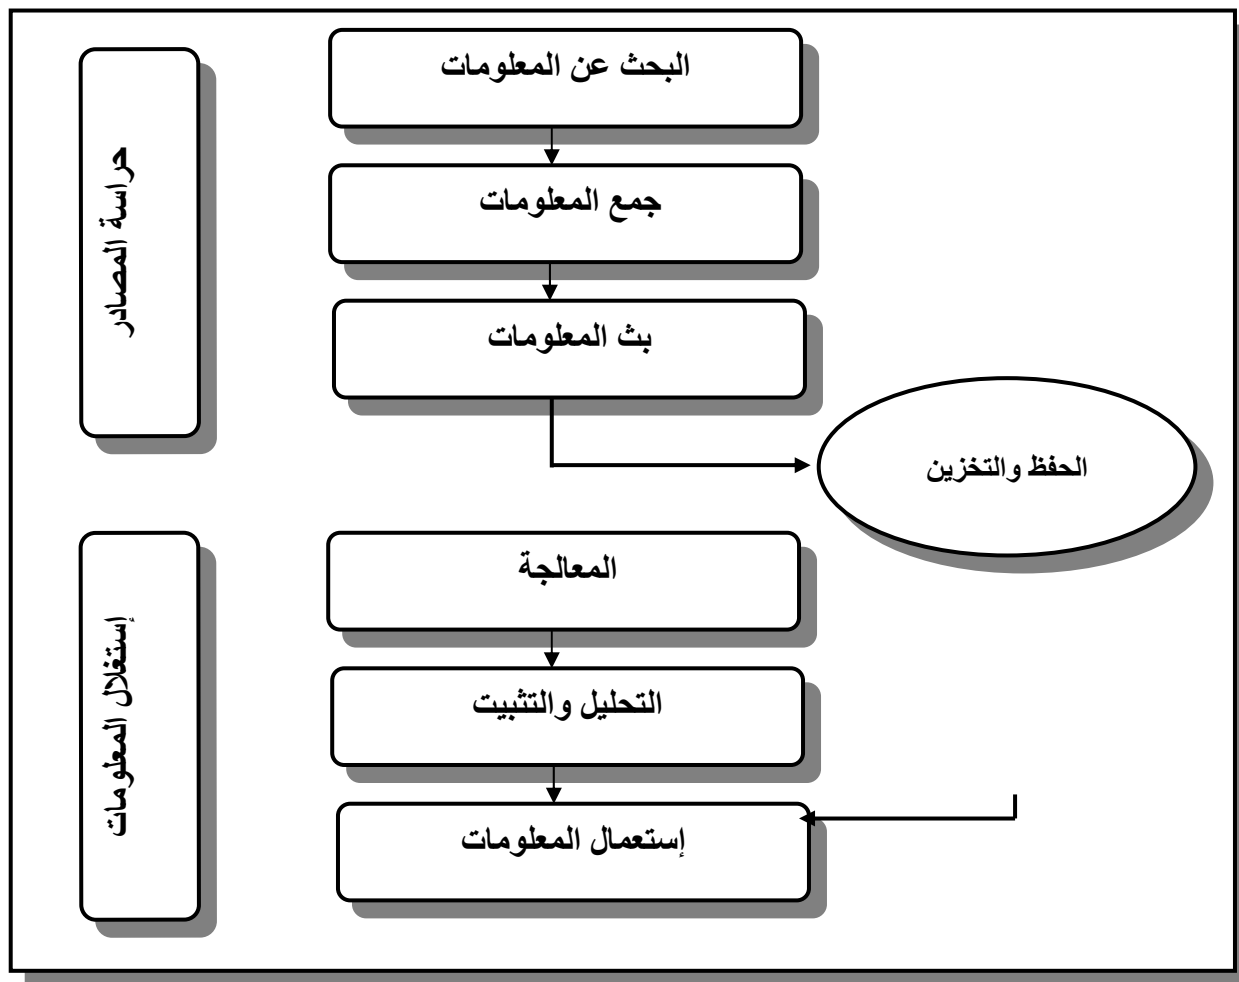 البحث عن المعلومات
جمع المعلومات
بث المعلومات
حراسة المصادر
الحفظ والتخزين
المعالجة
التحليل والتثبيت
إستعمال المعلومات
إستغلال المعلومات